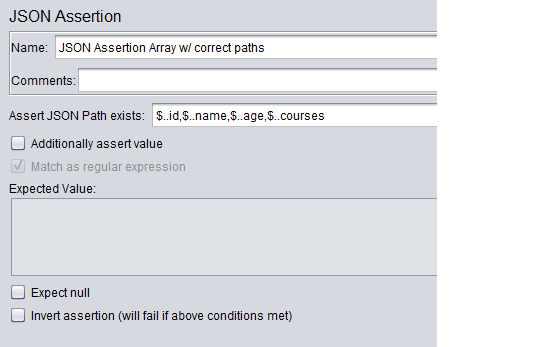 JSON Assertion
Name: JSON Assertion Array w/ correct paths
Comments:
Assert JSON Path exists: $..id,$..name,$..age,$..courses
Additionally assert value
Match as regular expression
Expected Value:
Expect null
Invert assertion (will fail if above conditions met)